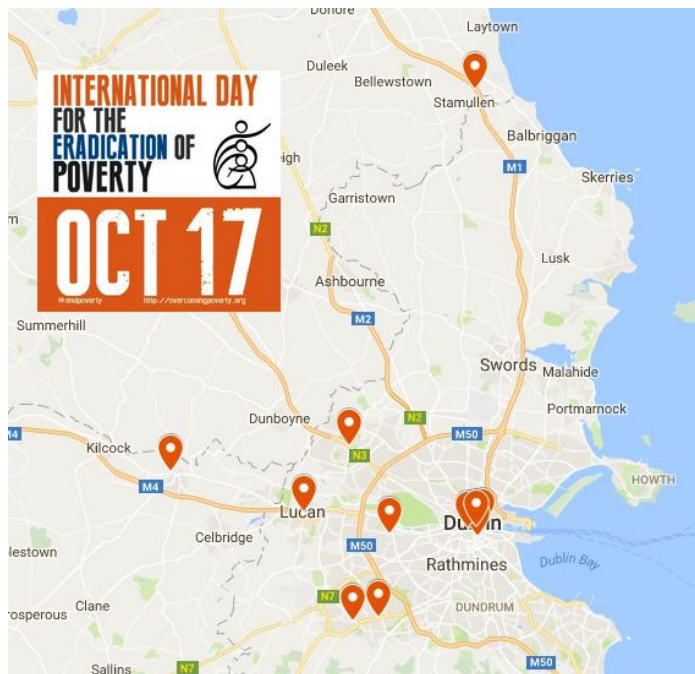 Donore
Laytown
Duleek
Bellewstown
Stamullen
INTERNATIONAL DAY
FOR THE
ERADICATION OF
POVERTY
OCT 17
#endpoverty http://overcomingpoverty.org
Balbriggan
M1
Skerries
Garristown
N2
Lusk
Ashbourne
M2
Summerhill
Swords
Malahide
Portmarnock
Dunboyne
N2
M50
Kilcock
N3
HOWTH
M4
Lucan
Dublin
Celbridge
M50
Dublin Bay
Rathmines
Clane
N7
DUNDRUM
Sallins
N7
M50